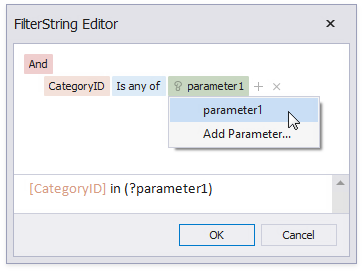 FilterString Editor
And
CategoryID Is any of parameter1
parameter1
Add Parameter...
[CategoryID] in (?parameter1)
OK Cancel